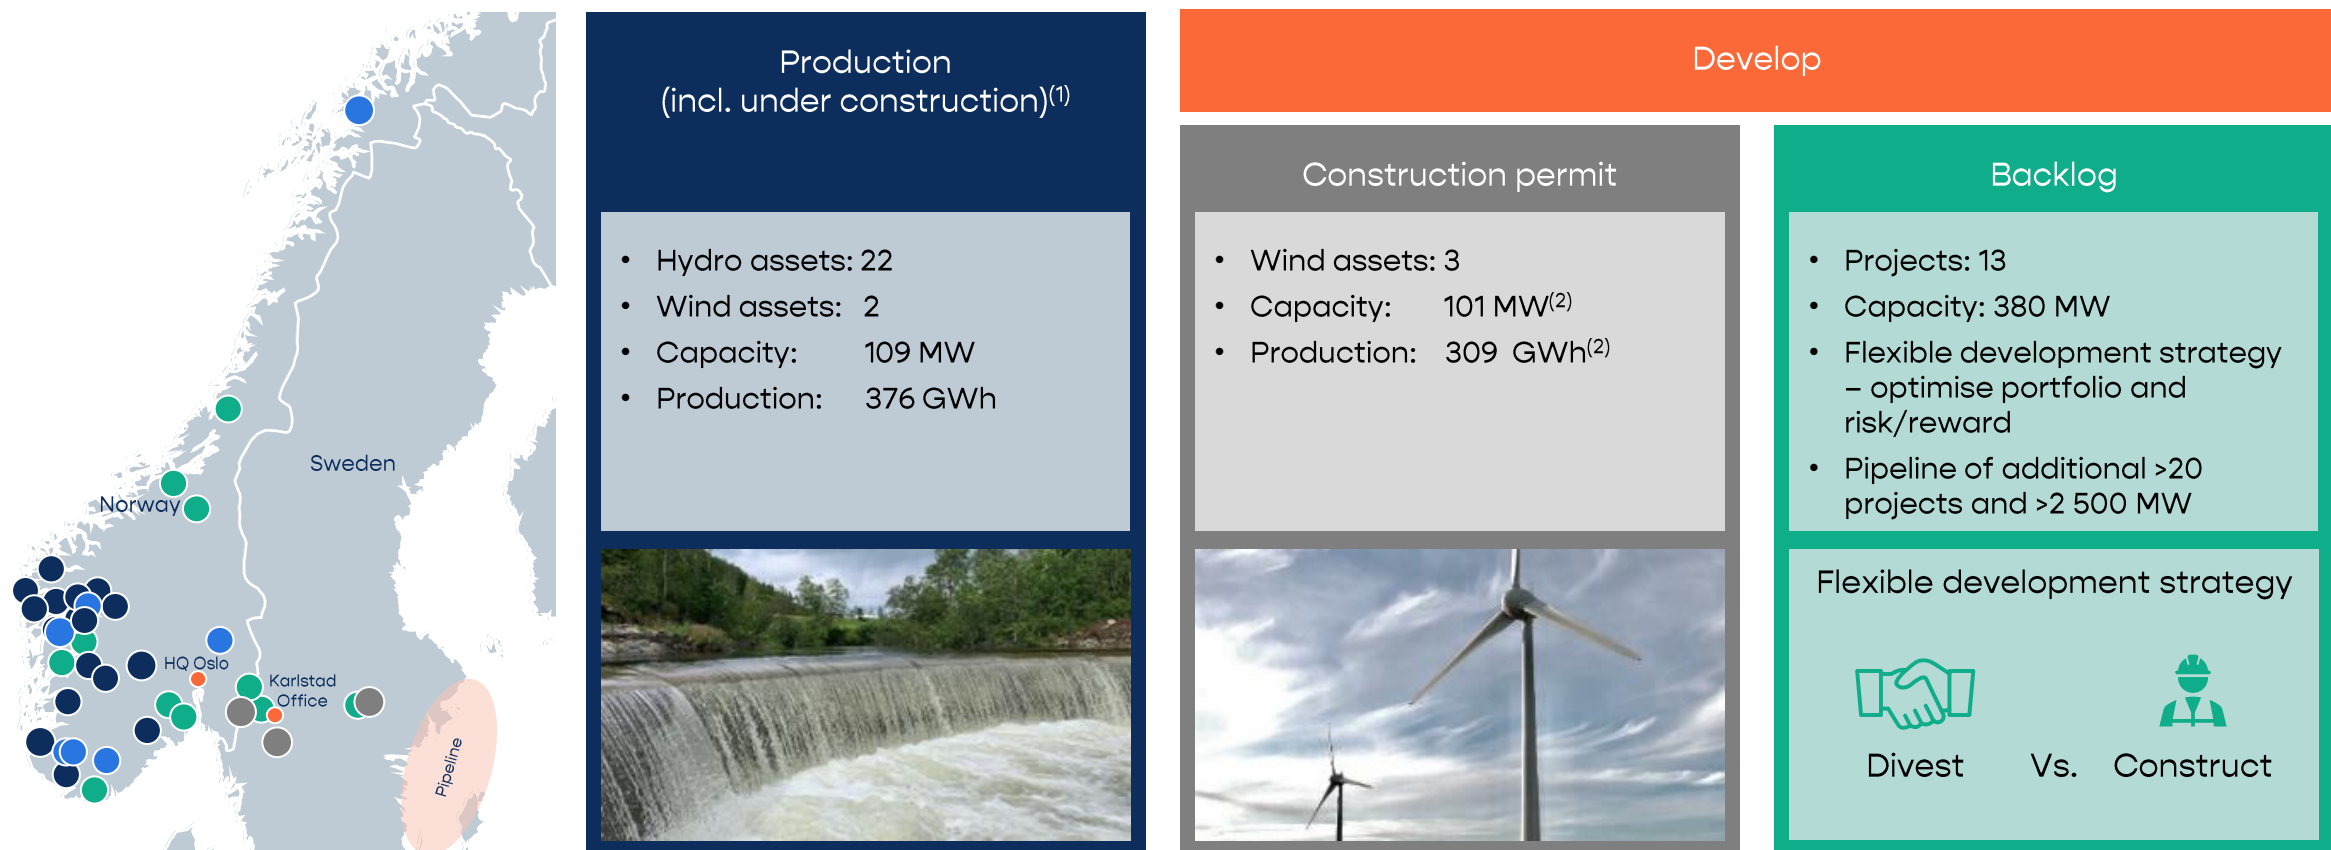 Sweden
Norway
HQ Oslo
Karlstad
Office
Pipeline
Production
(incl. under construction)(1)
• Hydro assets: 22
• Wind assets: 2
• Capacity: 109 MW
• Production: 376 GWh
Develop
Construction permit
• Wind assets: 3
• Capacity: 101 MW(2)
• Production: 309 GWh(2)
Backlog
• Projects: 13
• Capacity: 380 MW
• Flexible development strategy
– optimise portfolio and
risk/reward
• Pipeline of additional >20
projects and >2 500 MW
Flexible development strategy
Divest Vs. Construct